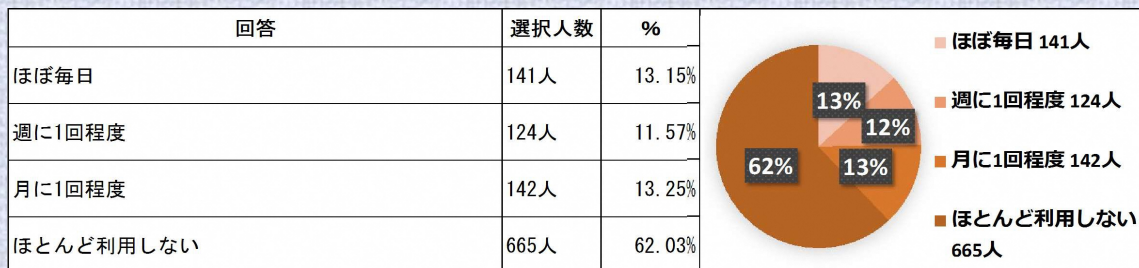 回答 選択人数 %
ほぼ毎日 141人 13.15%
週に1回程度 124人 11.57%
月に1回程度 142人 13.25%
ほとんど利用しない 665人 62.03%
13%
12%
13%
62%
ほぼ毎日 141人
週に1回程度 124人
月に1回程度 142人
ほとんど利用しない
665人